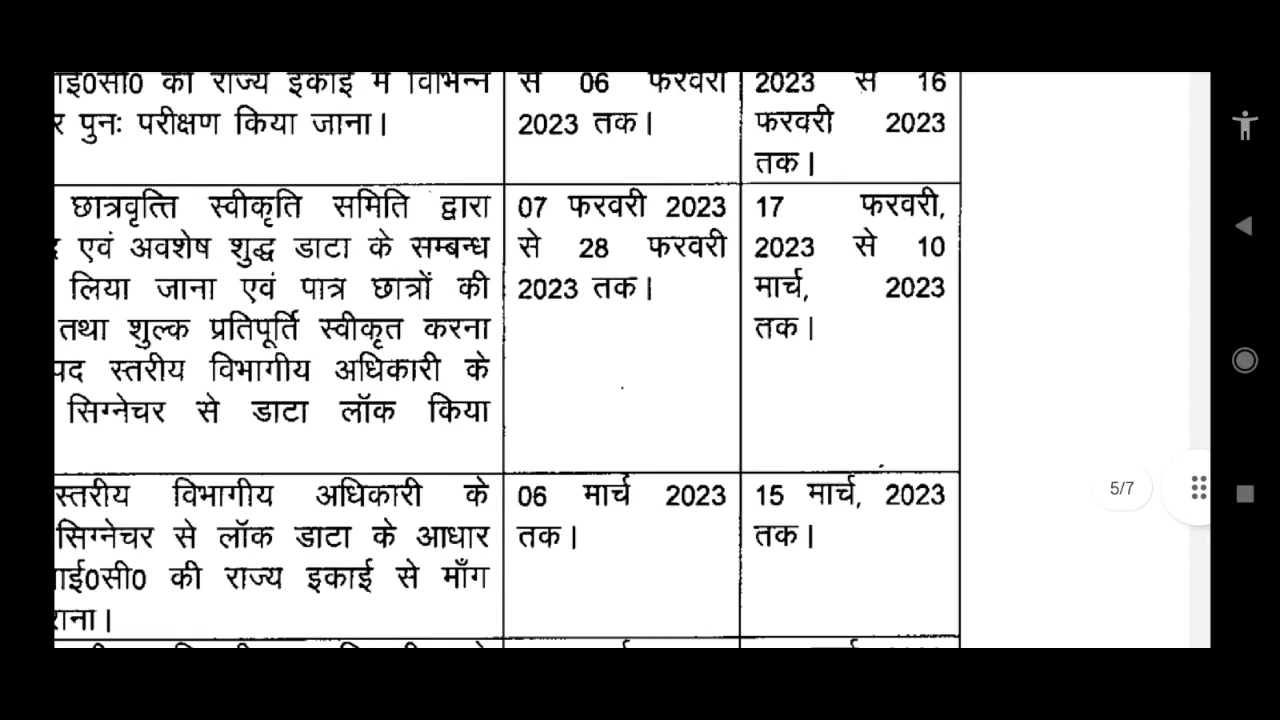 ाई0सी0 की राज्य इकाई में विभिन्न
र पुनः परीक्षण किया जाना।
से 06 फरवरी
2023 तक।
2023 से 16
फरवरी 2023
तक।
छात्रवृत्ति स्वीकृति समिति द्वारा
एवं अवशेष शुद्ध डाटा के सम्बन्ध
लिया जाना एवं पात्र छात्रों की
तथा शुल्क प्रतिपूर्ति स्वीकृत करना
पद स्तरीय विभागीय अधिकारी के
सिग्नेचर से डाटा लॉक किया
07 फरवरी 2023
से 28 फरवरी
2023 तक।
17 फरवरी,
2023 से 10
मार्च, 2023
तक।
स्तरीय विभागीय अधिकारी के
सिग्नेचर से लॉक डाटा के आधार
ाई0सी0 की राज्य इकाई से माँग
राना।
06 मार्च 2023
तक।
15 मार्च, 2023
तक।
5/7